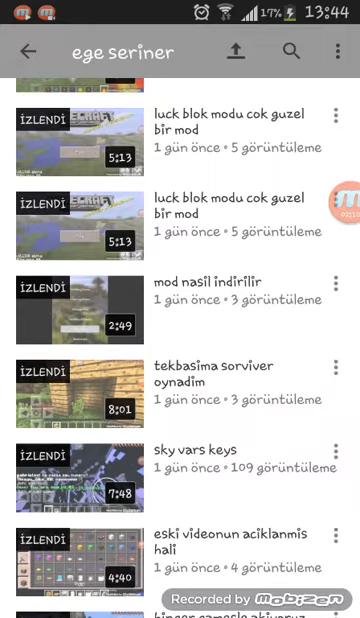 17% 13:44
ege seriner
İZLENDİ
luck blok modu cok guzel
bir mod
5:13
1 gün önce • 5 görüntüleme
İZLENDİ
luck blok modu cok guzel
bir mod
5:13
1 gün önce • 5 görüntüleme
İZLENDİ
mod nasil indirilir
1 gün önce • 3 görüntüleme
2:49
İZLENDİ
tekbasima sorviver
oynadim
8:01
1 gün önce • 3 görüntüleme
İZLENDİ
sky vars keys
1 gün önce • 109 görüntüleme
7:48
İZLENDİ
eski videonun aciklanmis
hali
4:40
1 gün önce • 4 görüntüleme
Recorded by mobizen